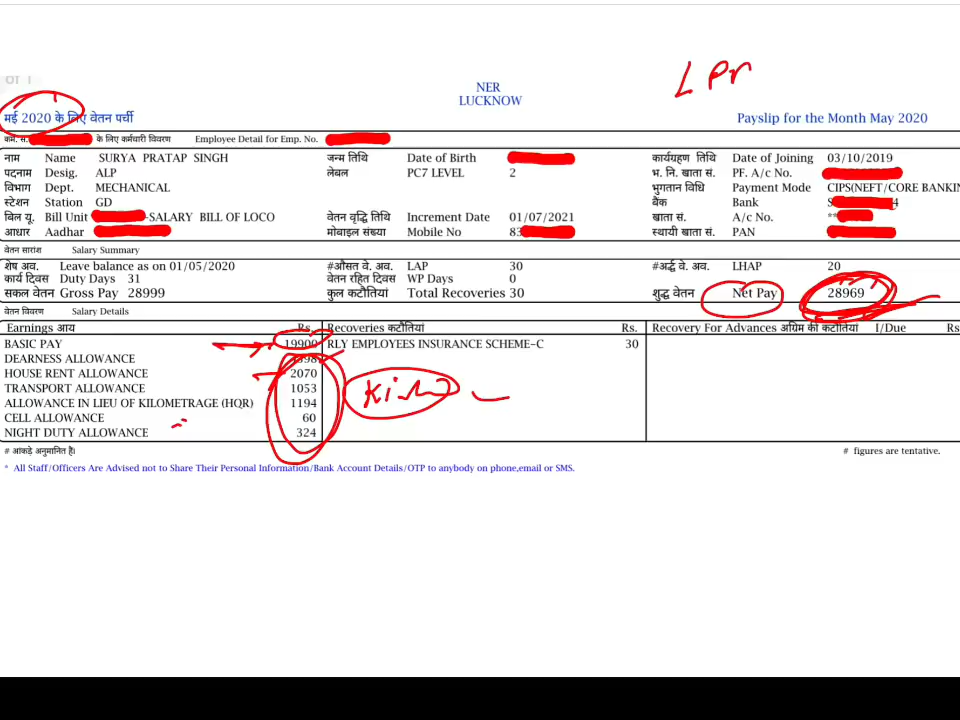 L Pr
NER
LUCKNOW
मई 2020 के लिए वेतन पर्ची Payslip for the Month May 2020
कर्म. सं. के लिए कर्मचारी विवरण Employee Detail for Emp. No.
नाम Name SURYA PRATAP SINGH जन्म तिथि Date of Birth कार्यग्रहण तिथि Date of Joining 03/10/2019
पदनाम Desig. ALP लेबल PC7 LEVEL 2 भ. नि. खाता सं. PF. A/c No.
विभाग Dept. MECHANICAL भुगतान विधि Payment Mode CIPS(NEFT/CORE BANKIN
स्टेशन Station GD बैंक Bank S 4
बिल यू. Bill Unit -SALARY BILL OF LOCO वेतन वृद्धि तिथि Increment Date 01/07/2021 खाता सं. A/c No. **
आधार Aadhar मोबाइल संख्या Mobile No 83 स्थायी खाता सं. PAN
वेतन सारांश Salary Summary
शेष अव. Leave balance as on 01/05/2020 #औसत वे. अव. LAP 30 #अर्द्ध वे. अव. LHAP 20
कार्य दिवस Duty Days 31 वेतन रहित दिवस WP Days 0
सकल वेतन Gross Pay 28999 कुल कटौतियां Total Recoveries 30 शुद्ध वेतन Net Pay 28969
वेतन विवरण Salary Details
Earnings आय Rs. Recoveries कटौतियां Rs. Recovery For Advances अग्रिम की कटौतियां I/Due Rs
BASIC PAY 19900 RLY EMPLOYEES INSURANCE SCHEME-C 30
DEARNESS ALLOWANCE
HOUSE RENT ALLOWANCE 2070
TRANSPORT ALLOWANCE 1053
ALLOWANCE IN LIEU OF KILOMETRAGE (HQR) 1194
CELL ALLOWANCE 60
NIGHT DUTY ALLOWANCE 324
# आंकड़े अनुमानित है। # figures are tentative.
* All Staff/Officers Are Advised not to Share Their Personal Information/Bank Account Details/OTP to anybody on phone,email or SMS.